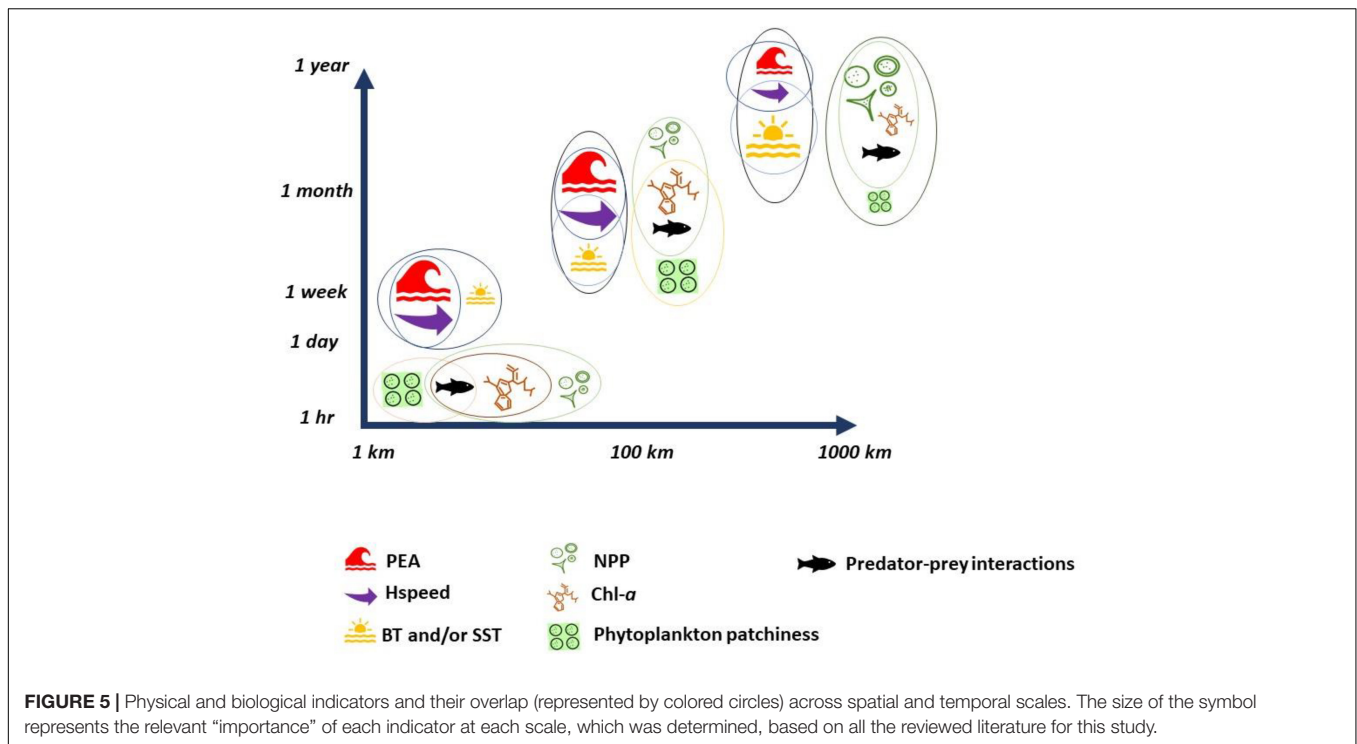 1 year
1 month
1 week
1 day
1 hr
1 km
100 km
1000 km
PEA
NPP
Predator-prey interactions
Hspeed
Chl-a
BT and/or SST
Phytoplankton patchiness
FIGURE 5 | Physical and biological indicators and their overlap (represented by colored circles) across spatial and temporal scales. The size of the symbol
represents the relevant “importance” of each indicator at each scale, which was determined, based on all the reviewed literature for this study.